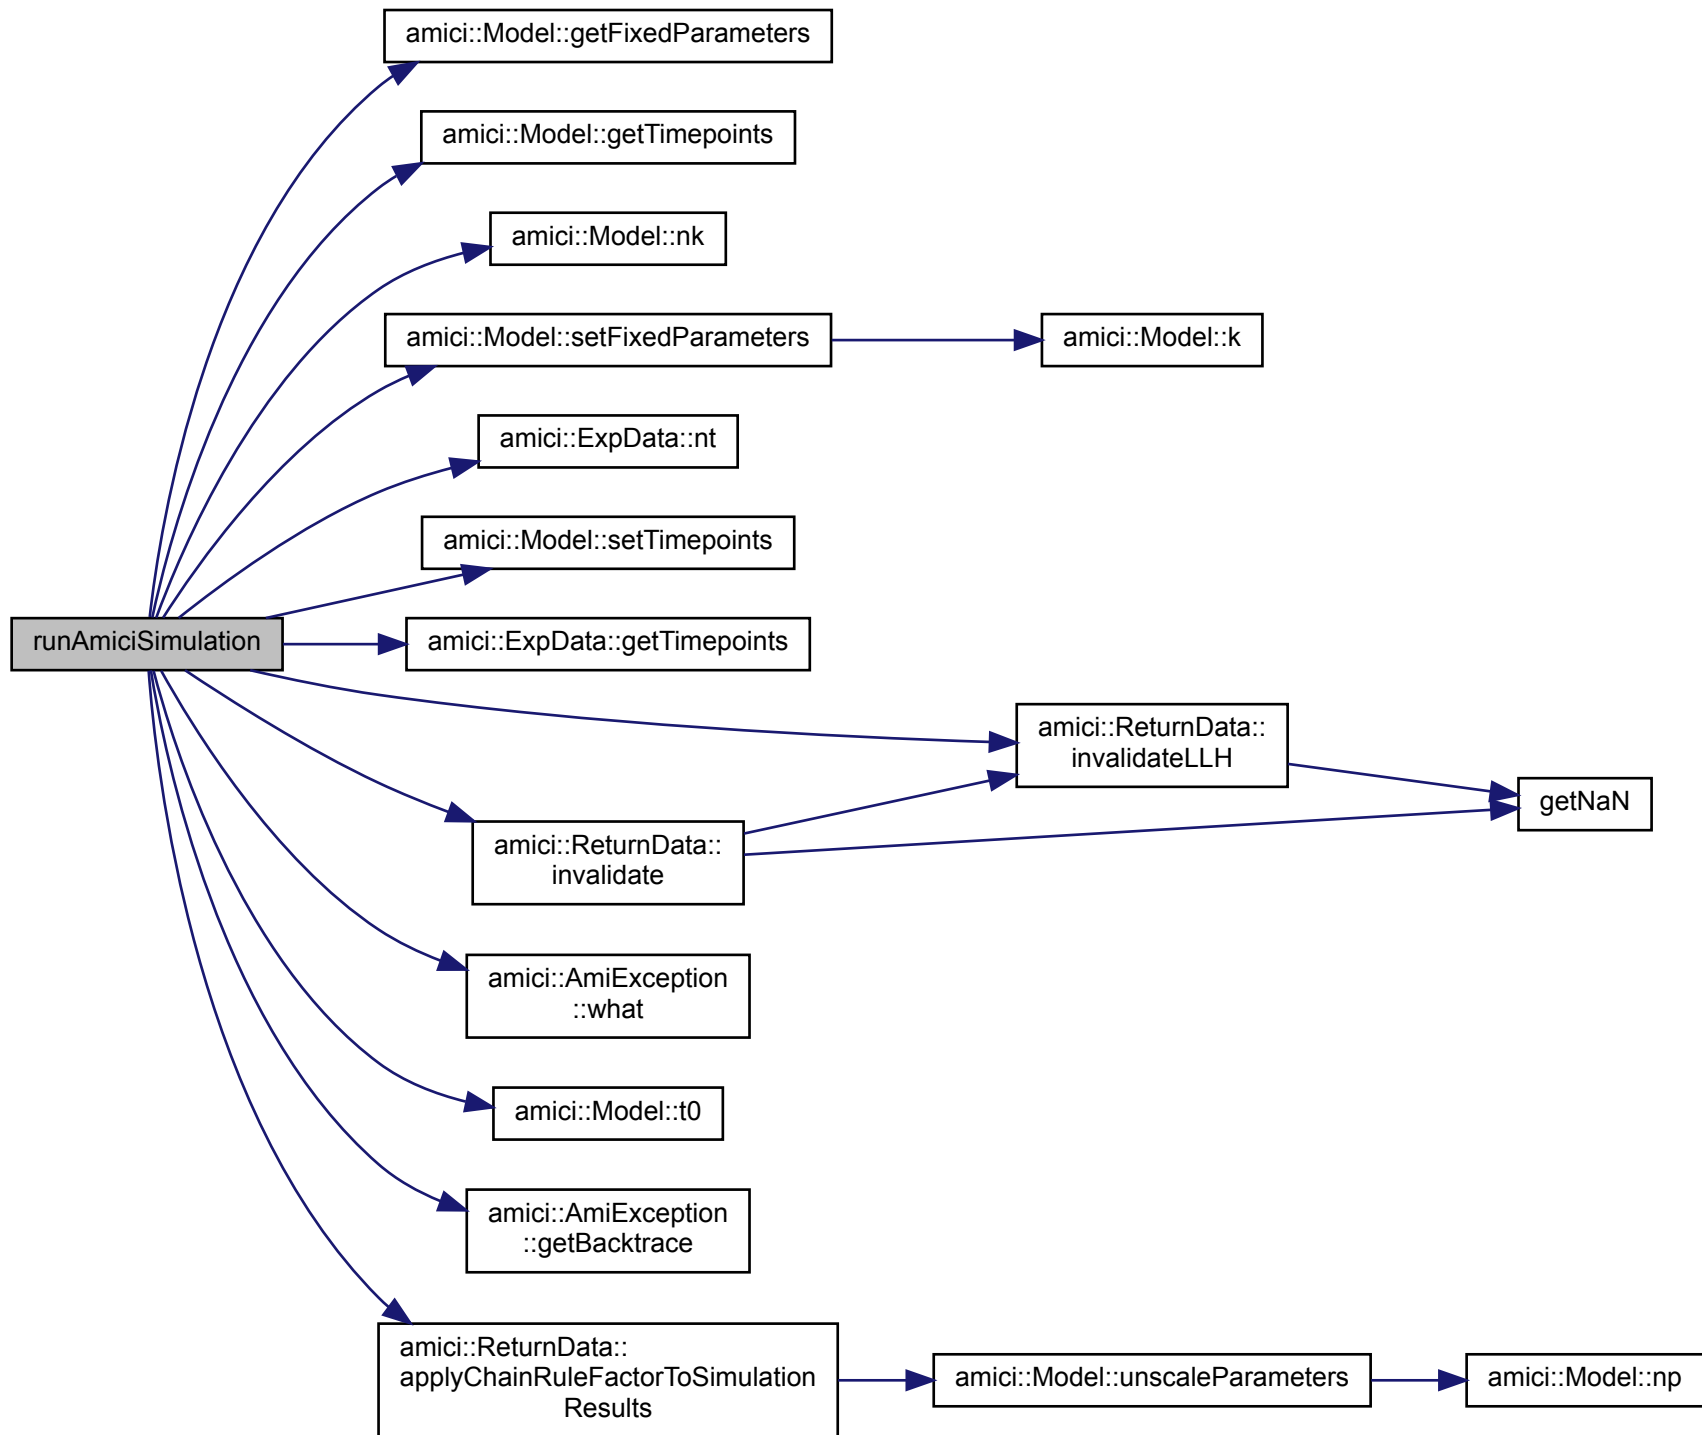 amici::Model::getFixedParameters
amici::Model::getTimepoints
amici::Model::nk
amici::Model::setFixedParameters
amici::Model::k
amici::ExpData::nt
amici::Model::setTimepoints
runAmiciSimulation
amici::ExpData::getTimepoints
amici::ReturnData::
invalidateLLH
getNaN
amici::ReturnData::
invalidate
amici::AmiException
::what
amici::Model::t0
amici::AmiException
::getBacktrace
amici::ReturnData::
applyChainRuleFactorToSimulation
Results
amici::Model::unscaleParameters
amici::Model::np